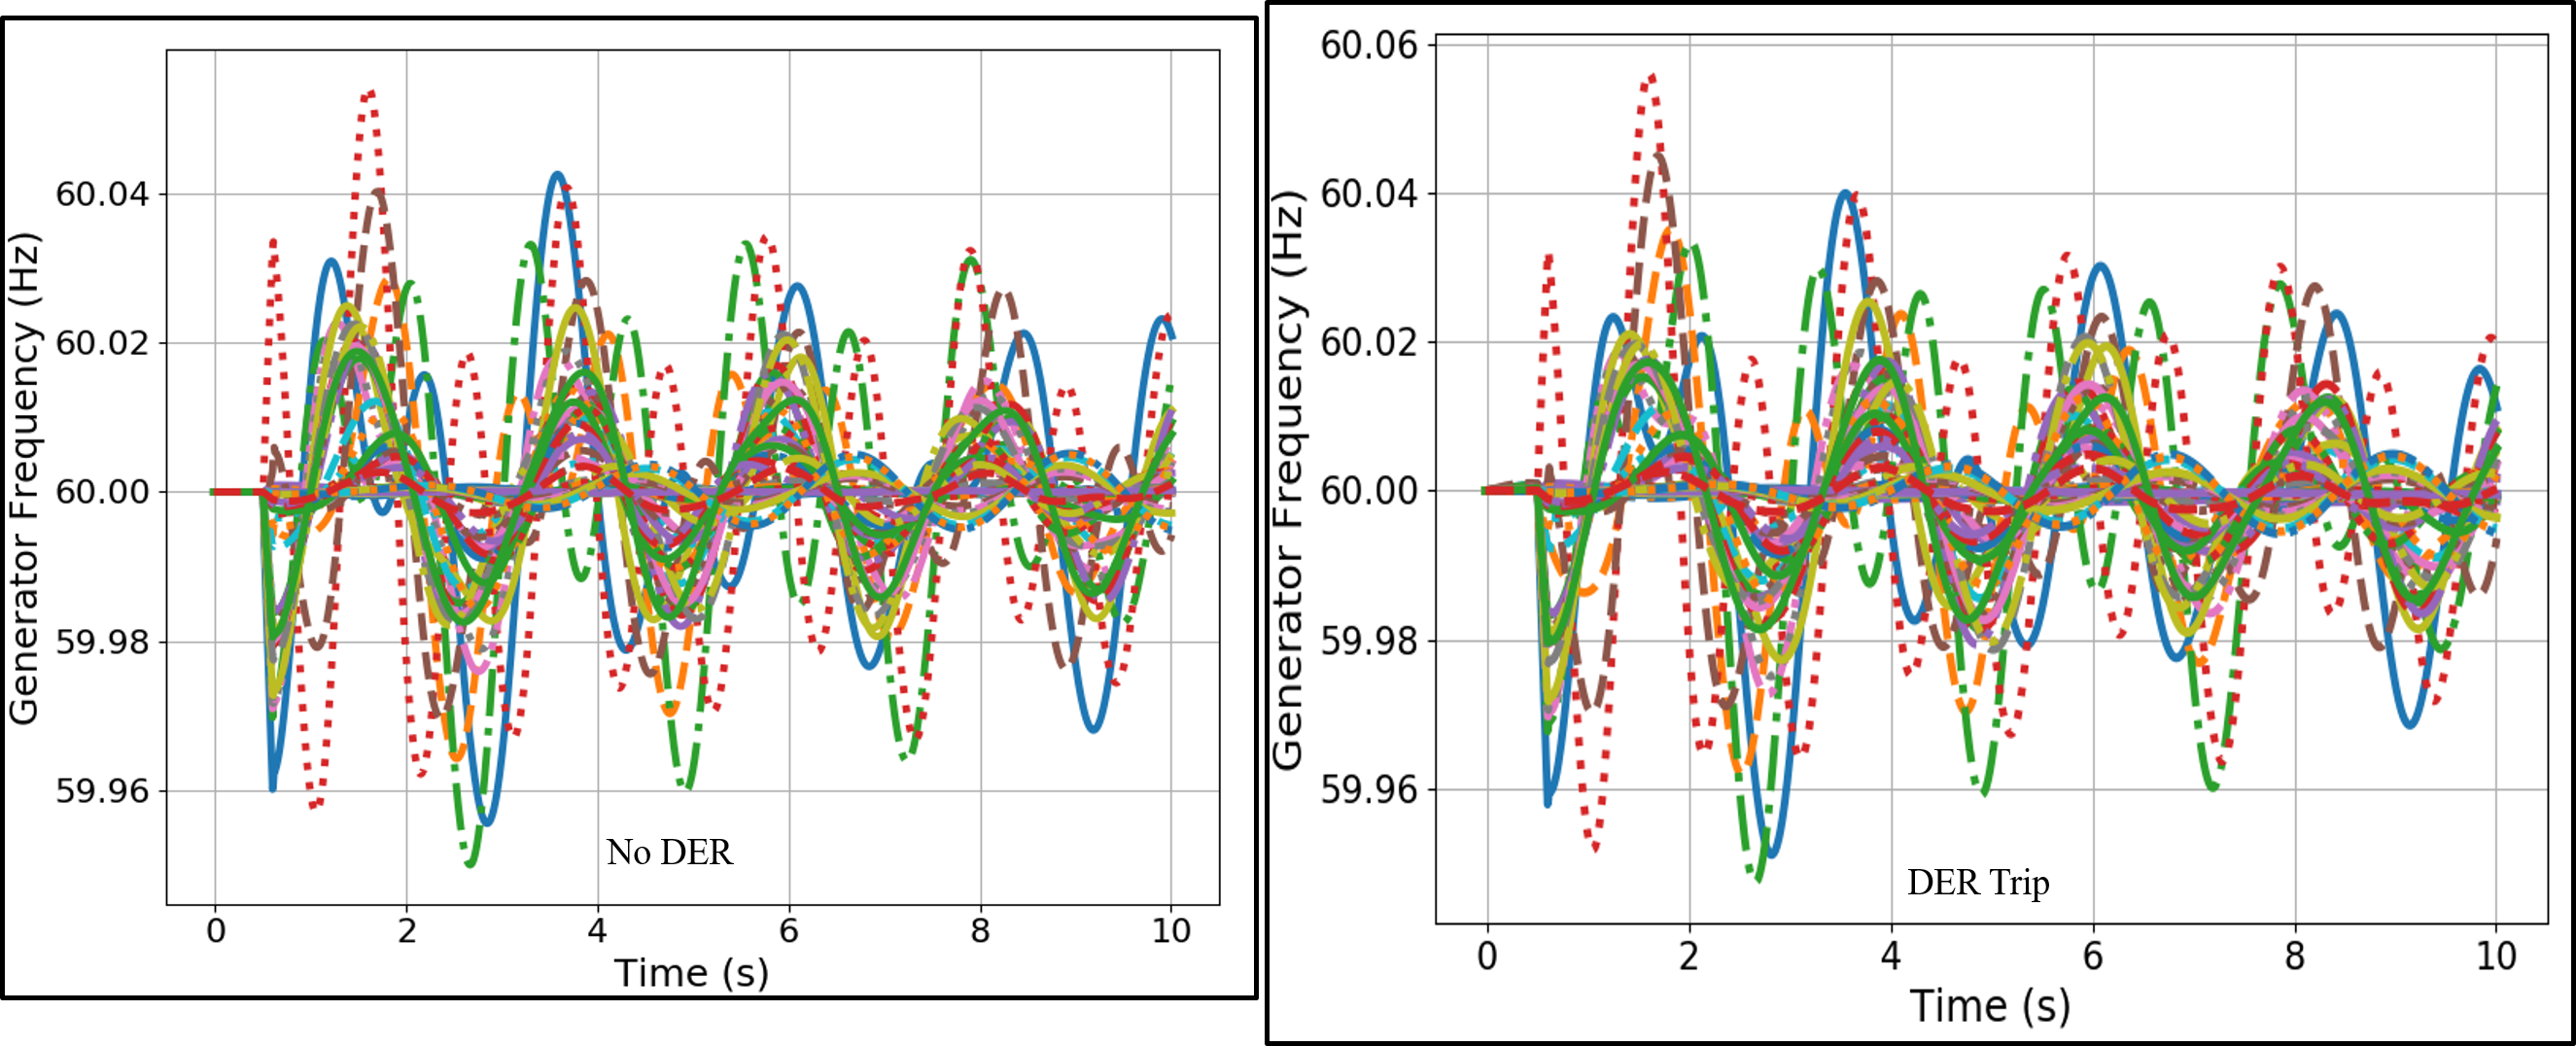 Generator Frequency (Hz)
60.04
60.02
60.00
59.98
59.96
No DER
0 2 4 6 8 10
Time (s)
Generator Frequency (Hz)
60.06
60.04
60.02
60.00
59.98
59.96
DER Trip
0 2 4 6 8 10
Time (s)